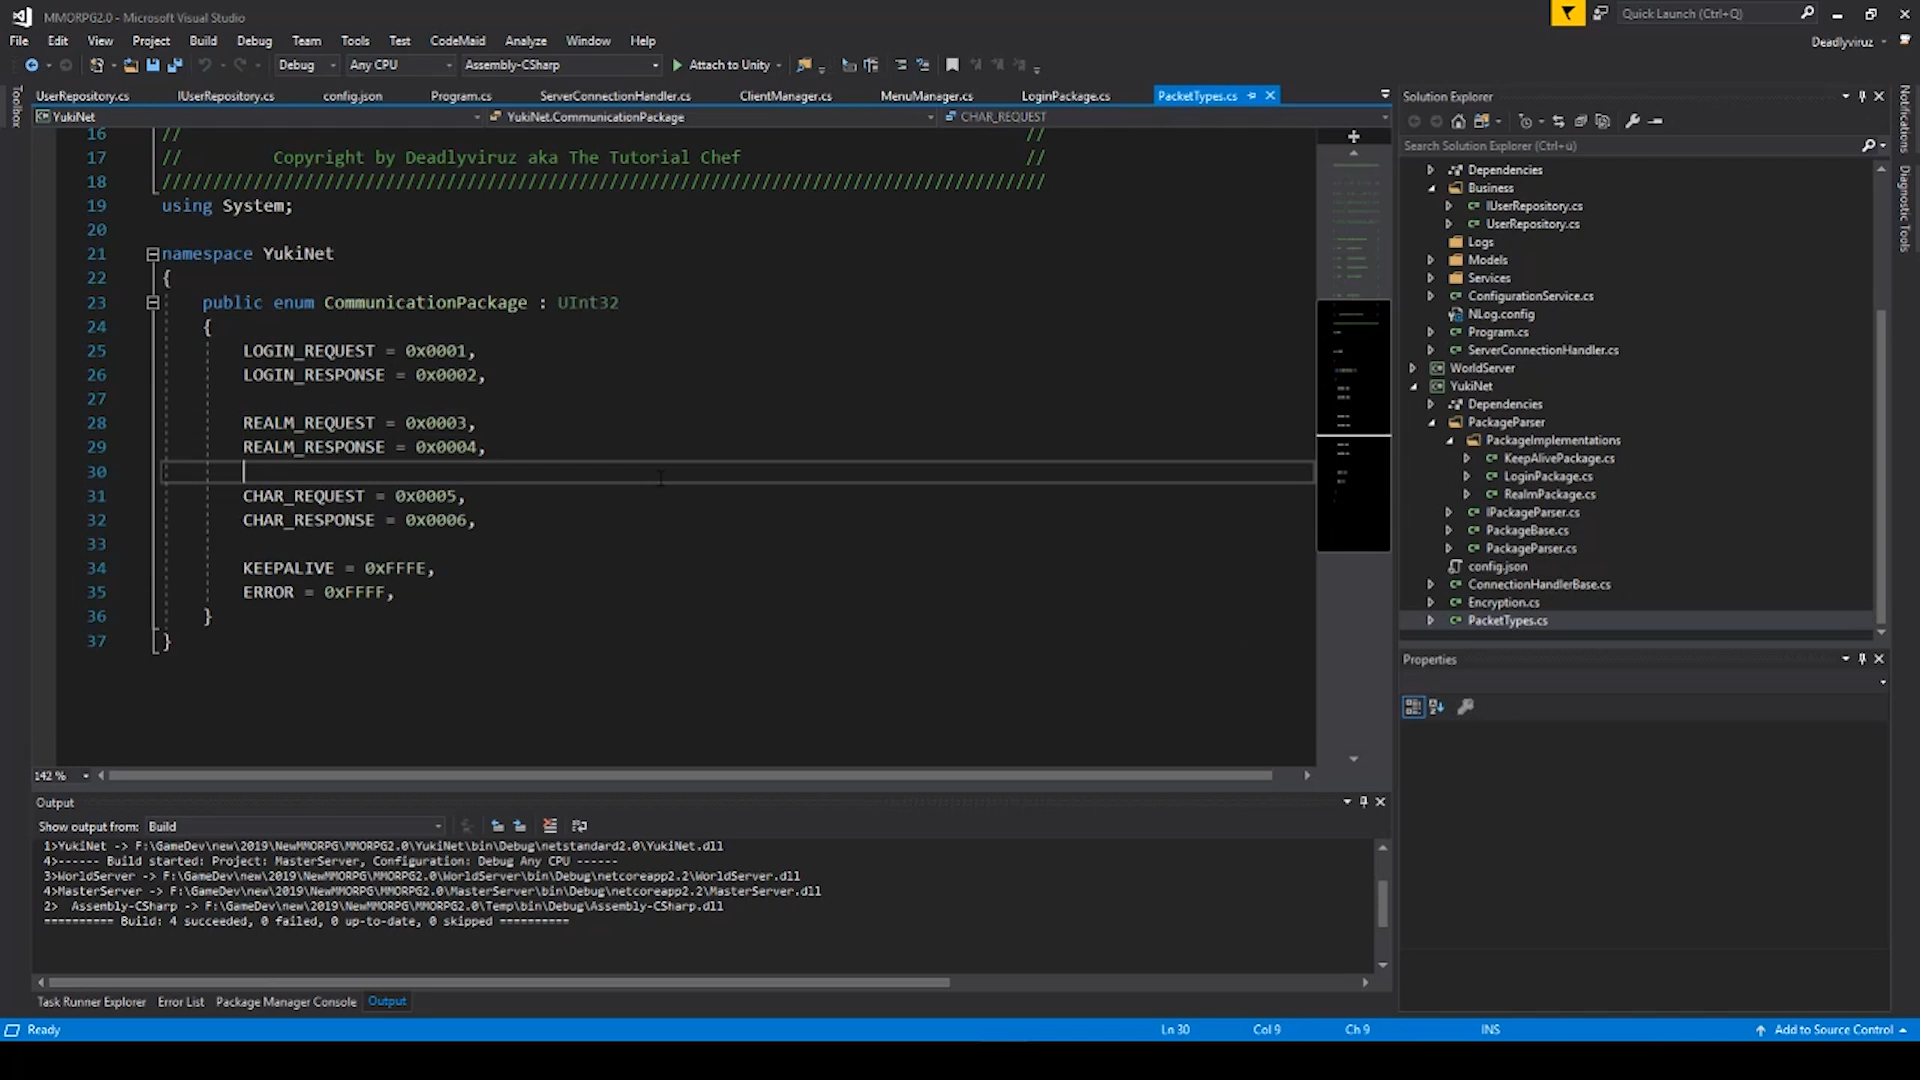 MMORPG2.0 - Microsoft Visual Studio
Quick Launch (Ctrl+Q)
File Edit View Project Build Debug Team Tools Test CodeMaid Analyze Window Help
Deadlyviruz
Debug Any CPU Assembly-CSharp Attach to Unity
Toolbox
UserRepository.cs IUserRepository.cs config.json Program.cs ServerConnectionHandler.cs ClientManager.cs MenuManager.cs LoginPackage.cs PacketTypes.cs
YukiNet YukiNet.CommunicationPackage CHAR_REQUEST
16 // //
17 // Copyright by Deadlyviruz aka The Tutorial Chef //
18 ///////////////////////////////////////////////////////////////////////////////////////
19 using System;
20
21 namespace YukiNet
22 {
23 public enum CommunicationPackage : UInt32
24 {
25 LOGIN_REQUEST = 0x0001,
26 LOGIN_RESPONSE = 0x0002,
27
28 REALM_REQUEST = 0x0003,
29 REALM_RESPONSE = 0x0004,
30
31 CHAR_REQUEST = 0x0005,
32 CHAR_RESPONSE = 0x0006,
33
34 KEEPALIVE = 0xFFFE,
35 ERROR = 0xFFFF,
36 }
37 }
142 %
Output
Show output from: Build
1>YukiNet -> F:\GameDev\new\2019\NewMMORPG\MMORPG2.0\YukiNet\bin\Debug\netstandard2.0\YukiNet.dll
4>------ Build started: Project: MasterServer, Configuration: Debug Any CPU ------
3>WorldServer -> F:\GameDev\new\2019\NewMMORPG\MMORPG2.0\WorldServer\bin\Debug\netcoreapp2.2\WorldServer.dll
4>MasterServer -> F:\GameDev\new\2019\NewMMORPG\MMORPG2.0\MasterServer\bin\Debug\netcoreapp2.2\MasterServer.dll
2> Assembly-CSharp -> F:\GameDev\new\2019\NewMMORPG\MMORPG2.0\Temp\bin\Debug\Assembly-CSharp.dll
========== Build: 4 succeeded, 0 failed, 0 up-to-date, 0 skipped ==========
Task Runner Explorer Error List Package Manager Console Output
Solution Explorer
Search Solution Explorer (Ctrl+ü)
Dependencies
Business
IUserRepository.cs
UserRepository.cs
Logs
Models
Services
ConfigurationService.cs
NLog.config
Program.cs
ServerConnectionHandler.cs
WorldServer
YukiNet
Dependencies
PackageParser
PackageImplementations
KeepAlivePackage.cs
LoginPackage.cs
RealmPackage.cs
IPackageParser.cs
PackageBase.cs
PackageParser.cs
config.json
ConnectionHandlerBase.cs
Encryption.cs
PacketTypes.cs
Properties
Notifications
Diagnostic Tools
Ready Ln 30 Col 9 Ch 9 INS Add to Source Control